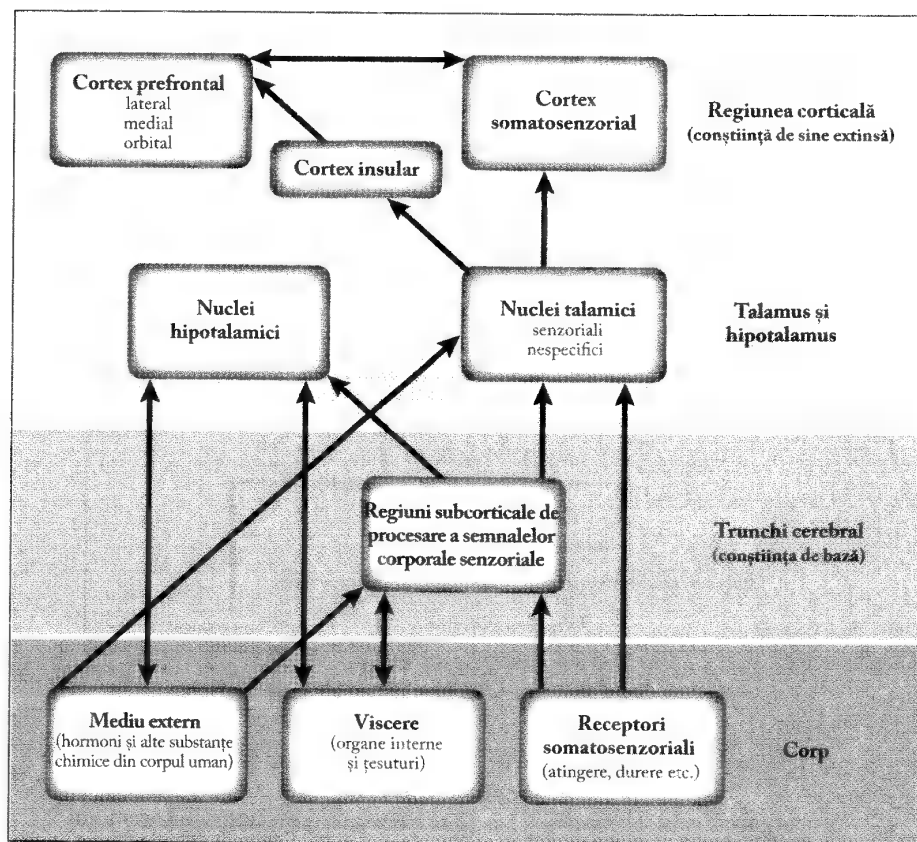 Cortex prefrontal
lateral
medial
orbital
Cortex
somatosenzorial
Regiunea corticală
(conștiință de sine extinsă)
Cortex insular
Nuclei
hipotalamici
Nuclei talamici
senzoriali
nespecifici
Talamus și
hipotalamus
Regiuni subcorticale de
procesare a semnalelor
corporale senzoriale
Trunchi cerebral
(conștiința de bază)
Mediu extern
(hormoni și alte substanțe
chimice din corpul uman)
Viscere
(organe interne
și țesuturi)
Receptori
somatosenzoriali
(atingere, durere etc.)
Corp